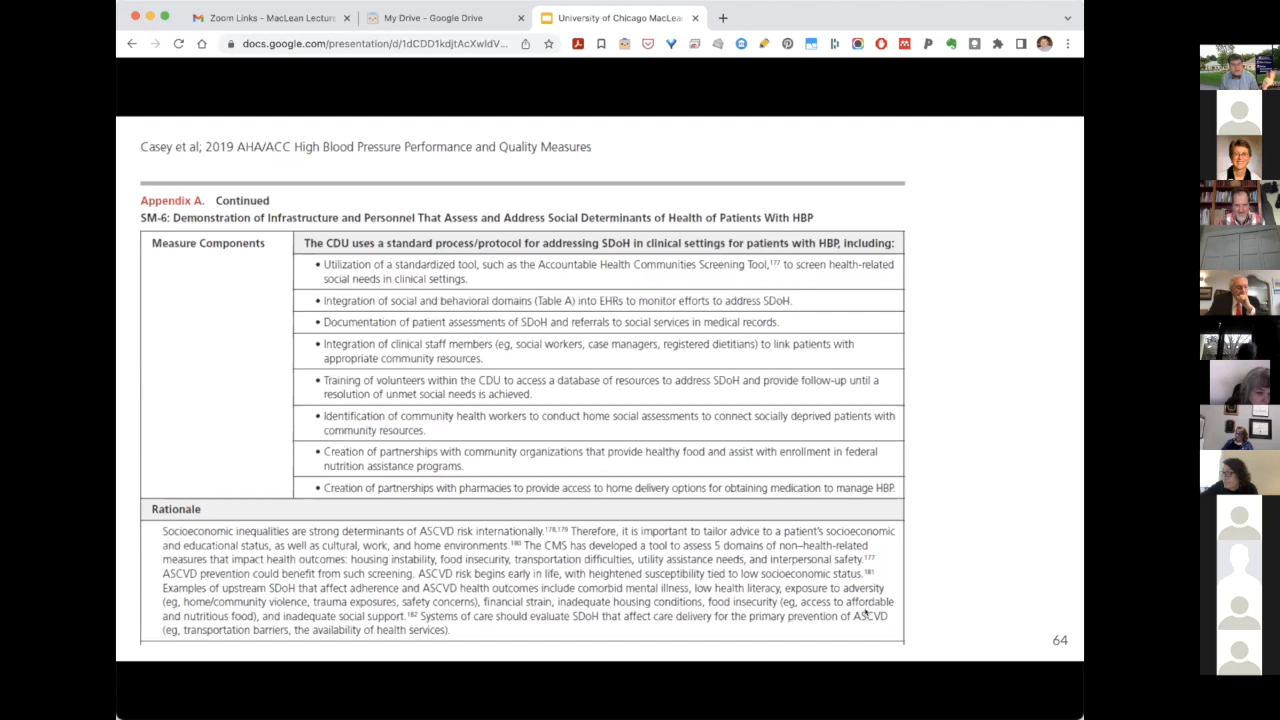 Zoom Links - MacLean Lectur
My Drive - Google Drive
University of Chicago MacLea
docs.google.com/presentation/d/1dCDD1kdjtAcXwIdV...
Casey et al; 2019 AHA/ACC High Blood Pressure Performance and Quality Measures
Appendix A. Continued
SM-6: Demonstration of Infrastructure and Personnel That Assess and Address Social Determinants of Health of Patients With HBP
Measure Components
The CDU uses a standard process/protocol for addressing SDoH in clinical settings for patients with HBP, including:
• Utilization of a standardized tool, such as the Accountable Health Communities Screening Tool,177 to screen health-related
social needs in clinical settings.
• Integration of social and behavioral domains (Table A) into EHRs to monitor efforts to address SDoH.
• Documentation of patient assessments of SDoH and referrals to social services in medical records.
• Integration of clinical staff members (eg, social workers, case managers, registered dietitians) to link patients with
appropriate community resources.
• Training of volunteers within the CDU to access a database of resources to address SDoH and provide follow-up until a
resolution of unmet social needs is achieved.
• Identification of community health workers to conduct home social assessments to connect socially deprived patients with
community resources.
• Creation of partnerships with community organizations that provide healthy food and assist with enrollment in federal
nutrition assistance programs.
• Creation of partnerships with pharmacies to provide access to home delivery options for obtaining medication to manage HBP.
Rationale
Socioeconomic inequalities are strong determinants of ASCVD risk internationally.178,179 Therefore, it is important to tailor advice to a patient's socioeconomic
and educational status, as well as cultural, work, and home environments.180 The CMS has developed a tool to assess 5 domains of non–health-related
measures that impact health outcomes: housing instability, food insecurity, transportation difficulties, utility assistance needs, and interpersonal safety.177
ASCVD prevention could benefit from such screening. ASCVD risk begins early in life, with heightened susceptibility tied to low socioeconomic status.181
Examples of upstream SDoH that affect adherence and ASCVD health outcomes include comorbid mental illness, low health literacy, exposure to adversity
(eg, home/community violence, trauma exposures, safety concerns), financial strain, inadequate housing conditions, food insecurity (eg, access to affordable
and nutritious food), and inadequate social support.182 Systems of care should evaluate SDoH that affect care delivery for the primary prevention of ASCVD
(eg, transportation barriers, the availability of health services).
64